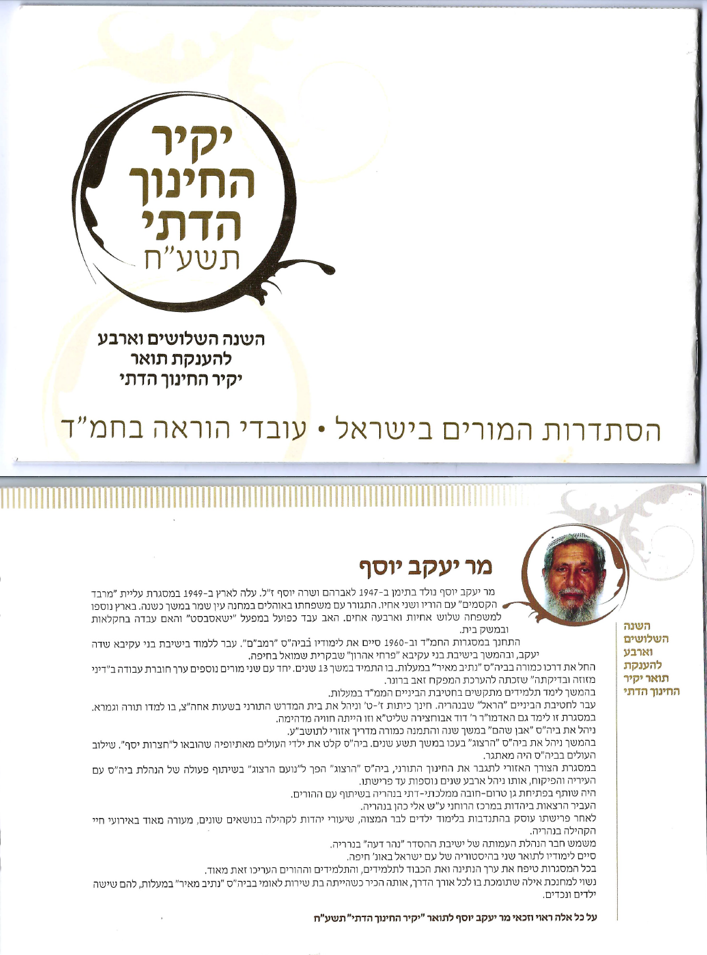 יקיר
החינוך
הדתי
תשע"ח
השנה השלושים וארבע
להענקת תואר
יקיר החינוך הדתי
הסתדרות המורים בישראל • עובדי הוראה בחמ"ד
מר יעקב יוסף
השנה
השלושים
וארבע
להענקת
תואר יקיר
החינוך הדתי
מר יעקב יוסף נולד בתימן ב-1947 לאברהם ושרה יוסף ז"ל. עלה לארץ ב-1949 במסגרת עליית "מרבד
הקסמים" עם הוריו ושני אחיו. התגורר עם משפחתו באוהלים במחנה עין שמר במשך כשנה. בארץ נוספו
למשפחה שלוש אחיות וארבעה אחים. האב עבד כפועל במפעל "ישאסבסט" והאם עבדה בחקלאות
ובמשק בית.
התחנך במסגרות החמ"ד וב-1960 סיים את לימודיו בביה"ס "רמב"ם". עבר ללמוד בישיבת בני עקיבא שדה
יעקב, ובהמשך בישיבת בני עקיבא "פרחי אהרון" שבקרית שמואל בחיפה.
החל את דרכו כמורה בביה"ס "נתיב מאיר" במעלות. בו התמיד במשך 13 שנים. יחד עם שני מורים נוספים ערך חוברת עבודה ב"דיני
מזוזה ובדיקתה" שזכתה להערכת המפקח זאב ברונר.
בהמשך לימד תלמידים מתקשים בחטיבת הביניים הממ"ד במעלות.
עבר לחטיבת הביניים "הראל" שבנהריה. חינך כיתות ז'-ט' וניהל את בית המדרש התורני בשעות אחה"צ, בו למדו תורה וגמרא.
במסגרת זו לימד גם האדמו"ר ר' דוד אבוחצירה שליט"א וזו הייתה חוויה מדהימה.
ניהל את ביה"ס "אבן שהם" במשך שנה והתמנה כמורה מדריך אזורי לתושב"ע.
בהמשך ניהל את ביה"ס "הרצוג" בעכו במשך תשע שנים. ביה"ס קלט את ילדי העולים מאתיופיה שהובאו ל"חצרות יסף". שילוב
העולים בביה"ס היה מאתגר.
במסגרת הצורך האזורי לתגבר את החינוך התורני, ביה"ס "הרצוג" הפך ל"נועם הרצוג" בשיתוף פעולה של הנהלת ביה"ס עם
העיריה והפיקוח, אותו ניהל ארבע שנים נוספות עד פרישתו.
היה שותף בפתיחת גן טרום-חובה ממלכתי-דתי בנהריה בשיתוף עם ההורים.
העביר הרצאות ביהדות במרכז הרוחני ע"ש אלי כהן בנהריה.
לאחר פרישתו עוסק בהתנדבות בלימוד ילדים לבר המצוה, שיעורי יהדות לקהילה בנושאים שונים, מעורה מאוד באירועי חיי
הקהילה בנהריה.
משמש חבר הנהלת העמותה של ישיבת ההסדר "נהר דעה" בנהריה.
סיים לימודיו לתואר שני בהיסטוריה של עם ישראל באונ' חיפה.
בכל המסגרות טיפח את ערך הנתינה ואת הכבוד לתלמידים, והתלמידים וההורים העריכו זאת מאוד.
נשוי למחנכת אילה שתומכת בו לכל אורך הדרך, אותה הכיר כשהייתה בת שירות לאומי בביה"ס "נתיב מאיר" במעלות, להם שישה
ילדים ונכדים.
על כל אלה ראוי וזכאי מר יעקב יוסף לתואר "יקיר החינוך הדתי" תשע"ח